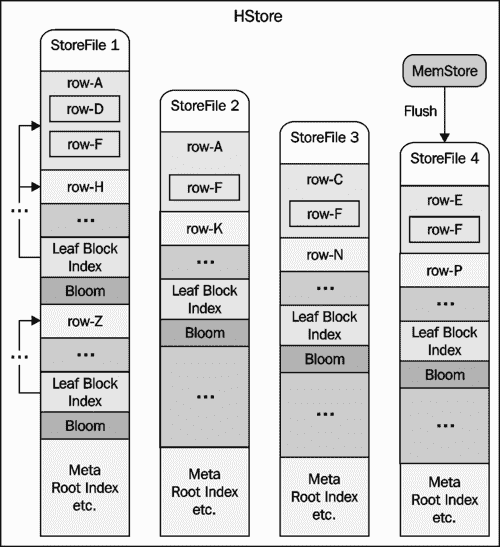 HStore
StoreFile 1
row-A
row-D
row-F
row-H
...
Leaf Block
Index
Bloom
row-Z
...
Leaf Block
Index
Bloom
Meta
Root Index
etc.
...
...
StoreFile 2
row-A
row-F
row-K
...
Leaf Block
Index
Bloom
...
Meta
Root Index
etc.
StoreFile 3
row-C
row-F
row-N
...
Leaf Block
Index
Bloom
...
Meta
Root Index
etc.
MemStore
Flush
StoreFile 4
row-E
row-F
row-P
...
Leaf Block
Index
Bloom
...
Meta
Root Index
etc.